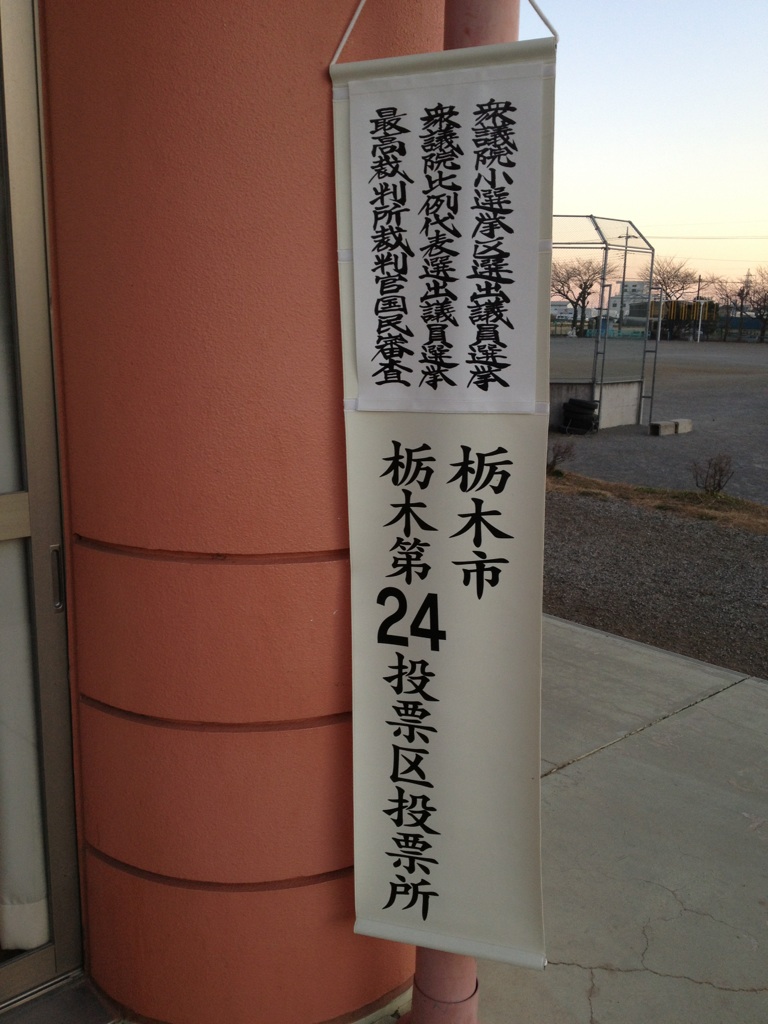 衆議院小選挙区選出議員選挙
衆議院比例代表選出議員選挙
最高裁判所裁判官国民審査
栃木市
栃木第24投票区投票所